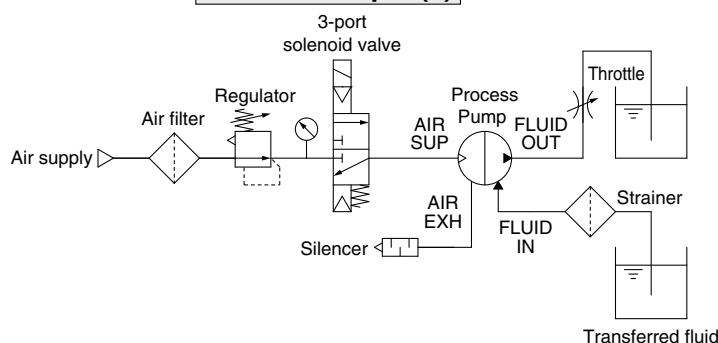 3-port
solenoid valve
Regulator
Air filter
Air supply
Process
Pump
AIR
SUP
FLUID
OUT
Throttle
AIR
EXH
FLUID
IN
Strainer
Silencer
Transferred fluid